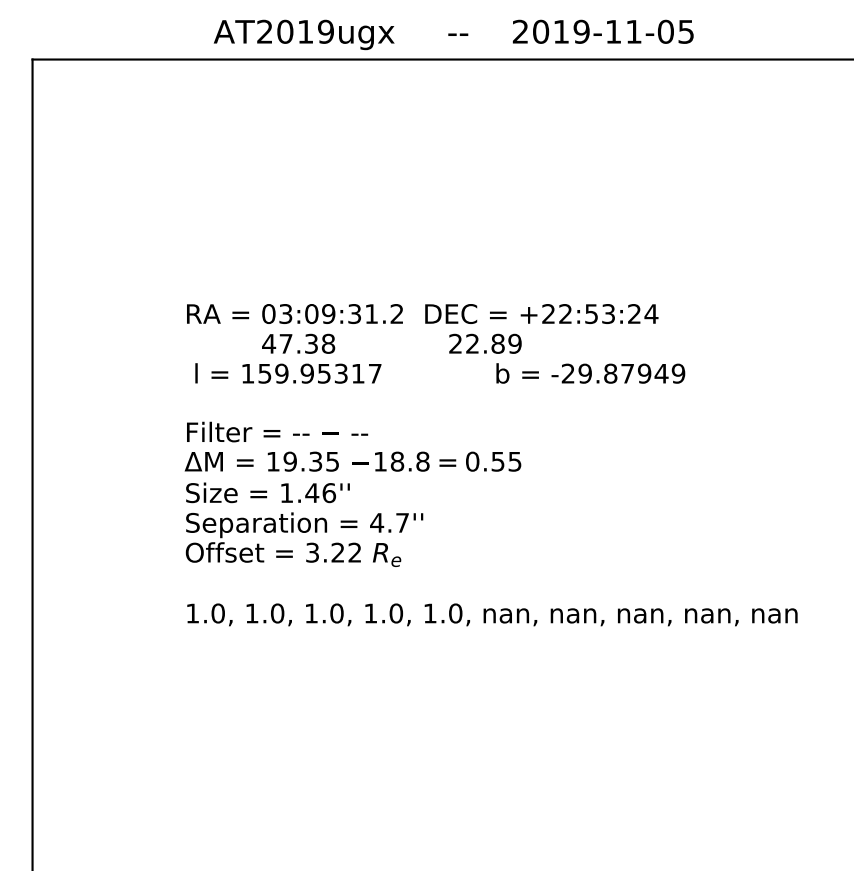 AT2019ugx -- 2019-11-05
RA = 03:09:31.2 DEC = +22:53:24
47.38 22.89
l = 159.95317 b = -29.87949
Filter = -- − --
ΔM = 19.35 −18.8 = 0.55
Size = 1.46''
Separation = 4.7''
Offset = 3.22 Rₑ
1.0, 1.0, 1.0, 1.0, 1.0, nan, nan, nan, nan, nan